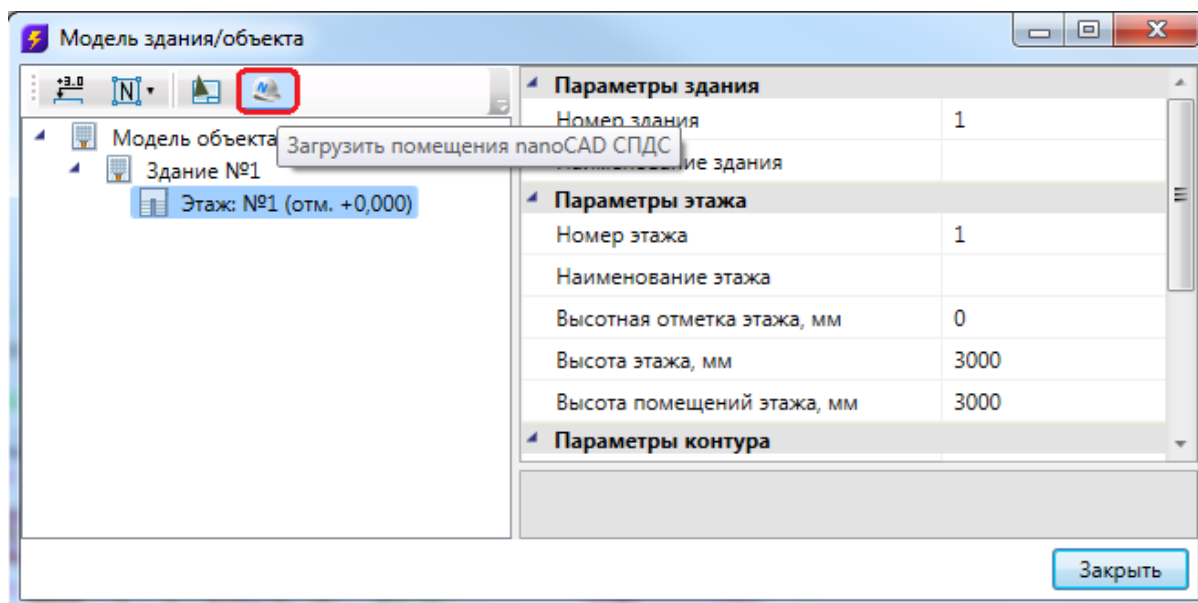 Модель здания/объекта
+3.0
N
Параметры здания
Номер здания 1
Модель объекта
Загрузить помещения nanoCAD СПДС
ие здания
Здание №1
Параметры этажа
Этаж: №1 (отм. +0,000)
Номер этажа 1
Наименование этажа
Высотная отметка этажа, мм 0
Высота этажа, мм 3000
Высота помещений этажа, мм 3000
Параметры контура
Закрыть